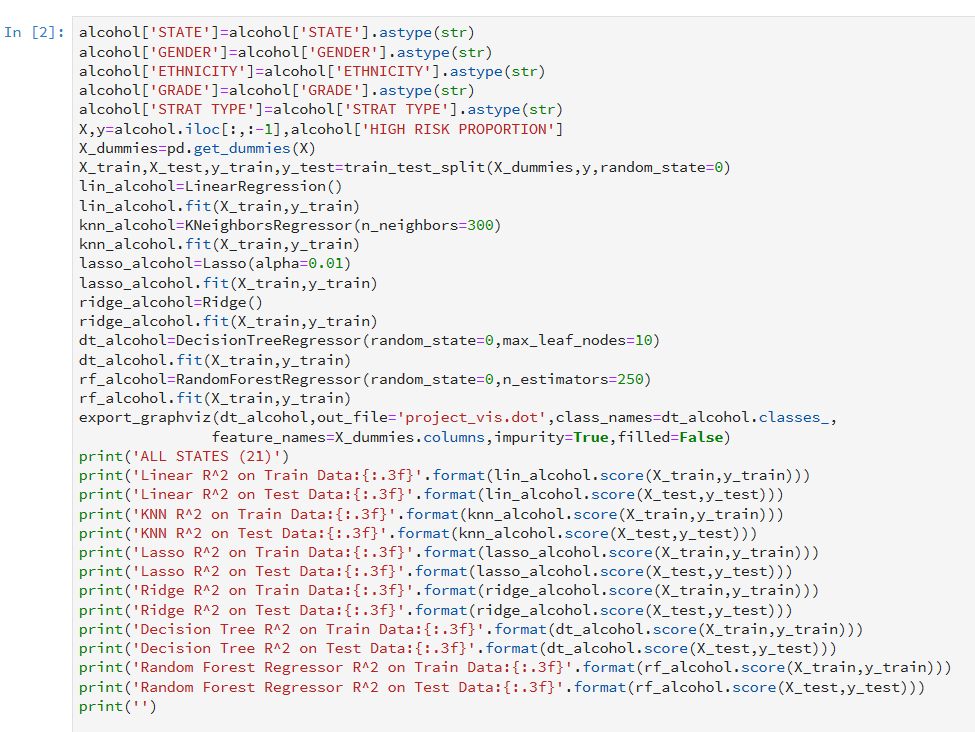 In [2]:
alcohol['STATE']=alcohol['STATE'].astype(str)
alcohol['GENDER']=alcohol['GENDER'].astype(str)
alcohol['ETHNICITY']=alcohol['ETHNICITY'].astype(str)
alcohol['GRADE']=alcohol['GRADE'].astype(str)
alcohol['STRAT TYPE']=alcohol['STRAT TYPE'].astype(str)
X,y=alcohol.iloc[:,:-1],alcohol['HIGH RISK PROPORTION']
X_dummies=pd.get_dummies(X)
X_train,X_test,y_train,y_test=train_test_split(X_dummies,y,random_state=0)
lin_alcohol=LinearRegression()
lin_alcohol.fit(X_train,y_train)
knn_alcohol=KNeighborsRegressor(n_neighbors=300)
knn_alcohol.fit(X_train,y_train)
lasso_alcohol=Lasso(alpha=0.01)
lasso_alcohol.fit(X_train,y_train)
ridge_alcohol=Ridge()
ridge_alcohol.fit(X_train,y_train)
dt_alcohol=DecisionTreeRegressor(random_state=0,max_leaf_nodes=10)
dt_alcohol.fit(X_train,y_train)
rf_alcohol=RandomForestRegressor(random_state=0,n_estimators=250)
rf_alcohol.fit(X_train,y_train)
export_graphviz(dt_alcohol,out_file='project_vis.dot',class_names=dt_alcohol.classes_,
               feature_names=X_dummies.columns,impurity=True,filled=False)
print('ALL STATES (21)')
print('Linear R^2 on Train Data:{:.3f}'.format(lin_alcohol.score(X_train,y_train)))
print('Linear R^2 on Test Data:{:.3f}'.format(lin_alcohol.score(X_test,y_test)))
print('KNN R^2 on Train Data:{:.3f}'.format(knn_alcohol.score(X_train,y_train)))
print('KNN R^2 on Test Data:{:.3f}'.format(knn_alcohol.score(X_test,y_test)))
print('Lasso R^2 on Train Data:{:.3f}'.format(lasso_alcohol.score(X_train,y_train)))
print('Lasso R^2 on Test Data:{:.3f}'.format(lasso_alcohol.score(X_test,y_test)))
print('Ridge R^2 on Train Data:{:.3f}'.format(ridge_alcohol.score(X_train,y_train)))
print('Ridge R^2 on Test Data:{:.3f}'.format(ridge_alcohol.score(X_test,y_test)))
print('Decision Tree R^2 on Train Data:{:.3f}'.format(dt_alcohol.score(X_train,y_train)))
print('Decision Tree R^2 on Test Data:{:.3f}'.format(dt_alcohol.score(X_test,y_test)))
print('Random Forest Regressor R^2 on Train Data:{:.3f}'.format(rf_alcohol.score(X_train,y_train)))
print('Random Forest Regressor R^2 on Test Data:{:.3f}'.format(rf_alcohol.score(X_test,y_test)))
print('')